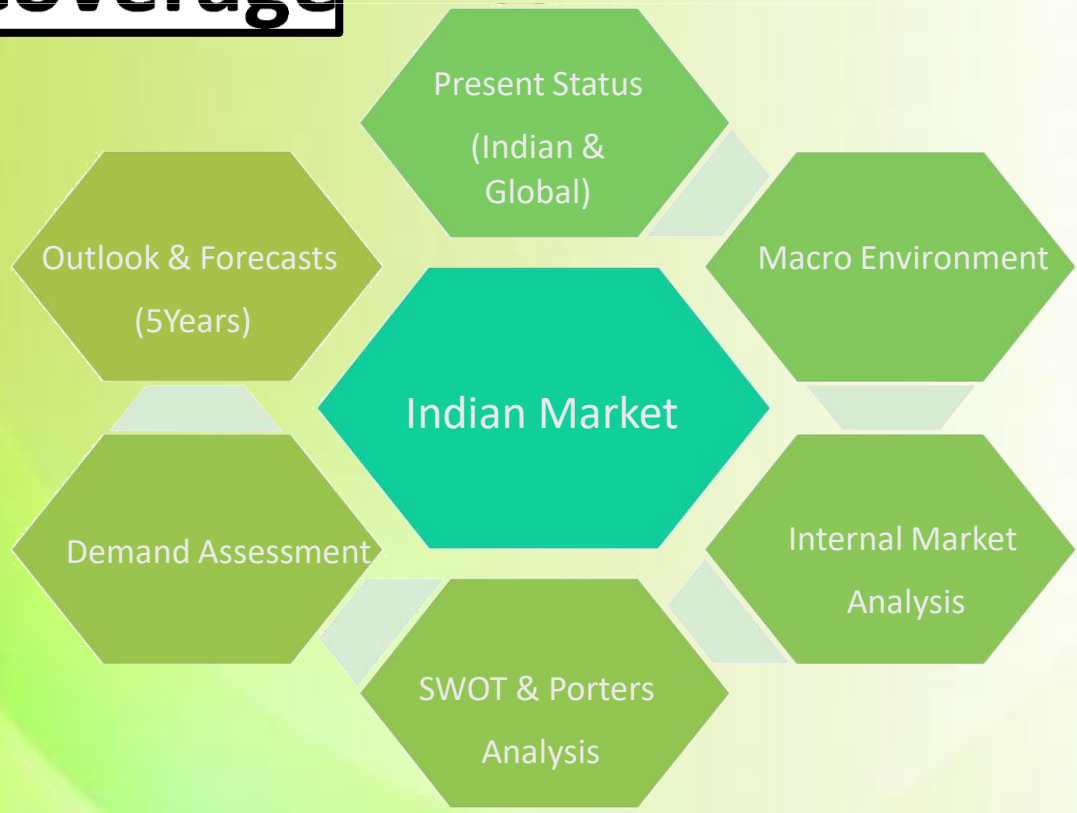 Coverage
Present Status
(Indian &
Global)
Outlook & Forecasts
(5Years)
Macro Environment
Indian Market
Demand Assessment
Internal Market
Analysis
SWOT & Porters
Analysis